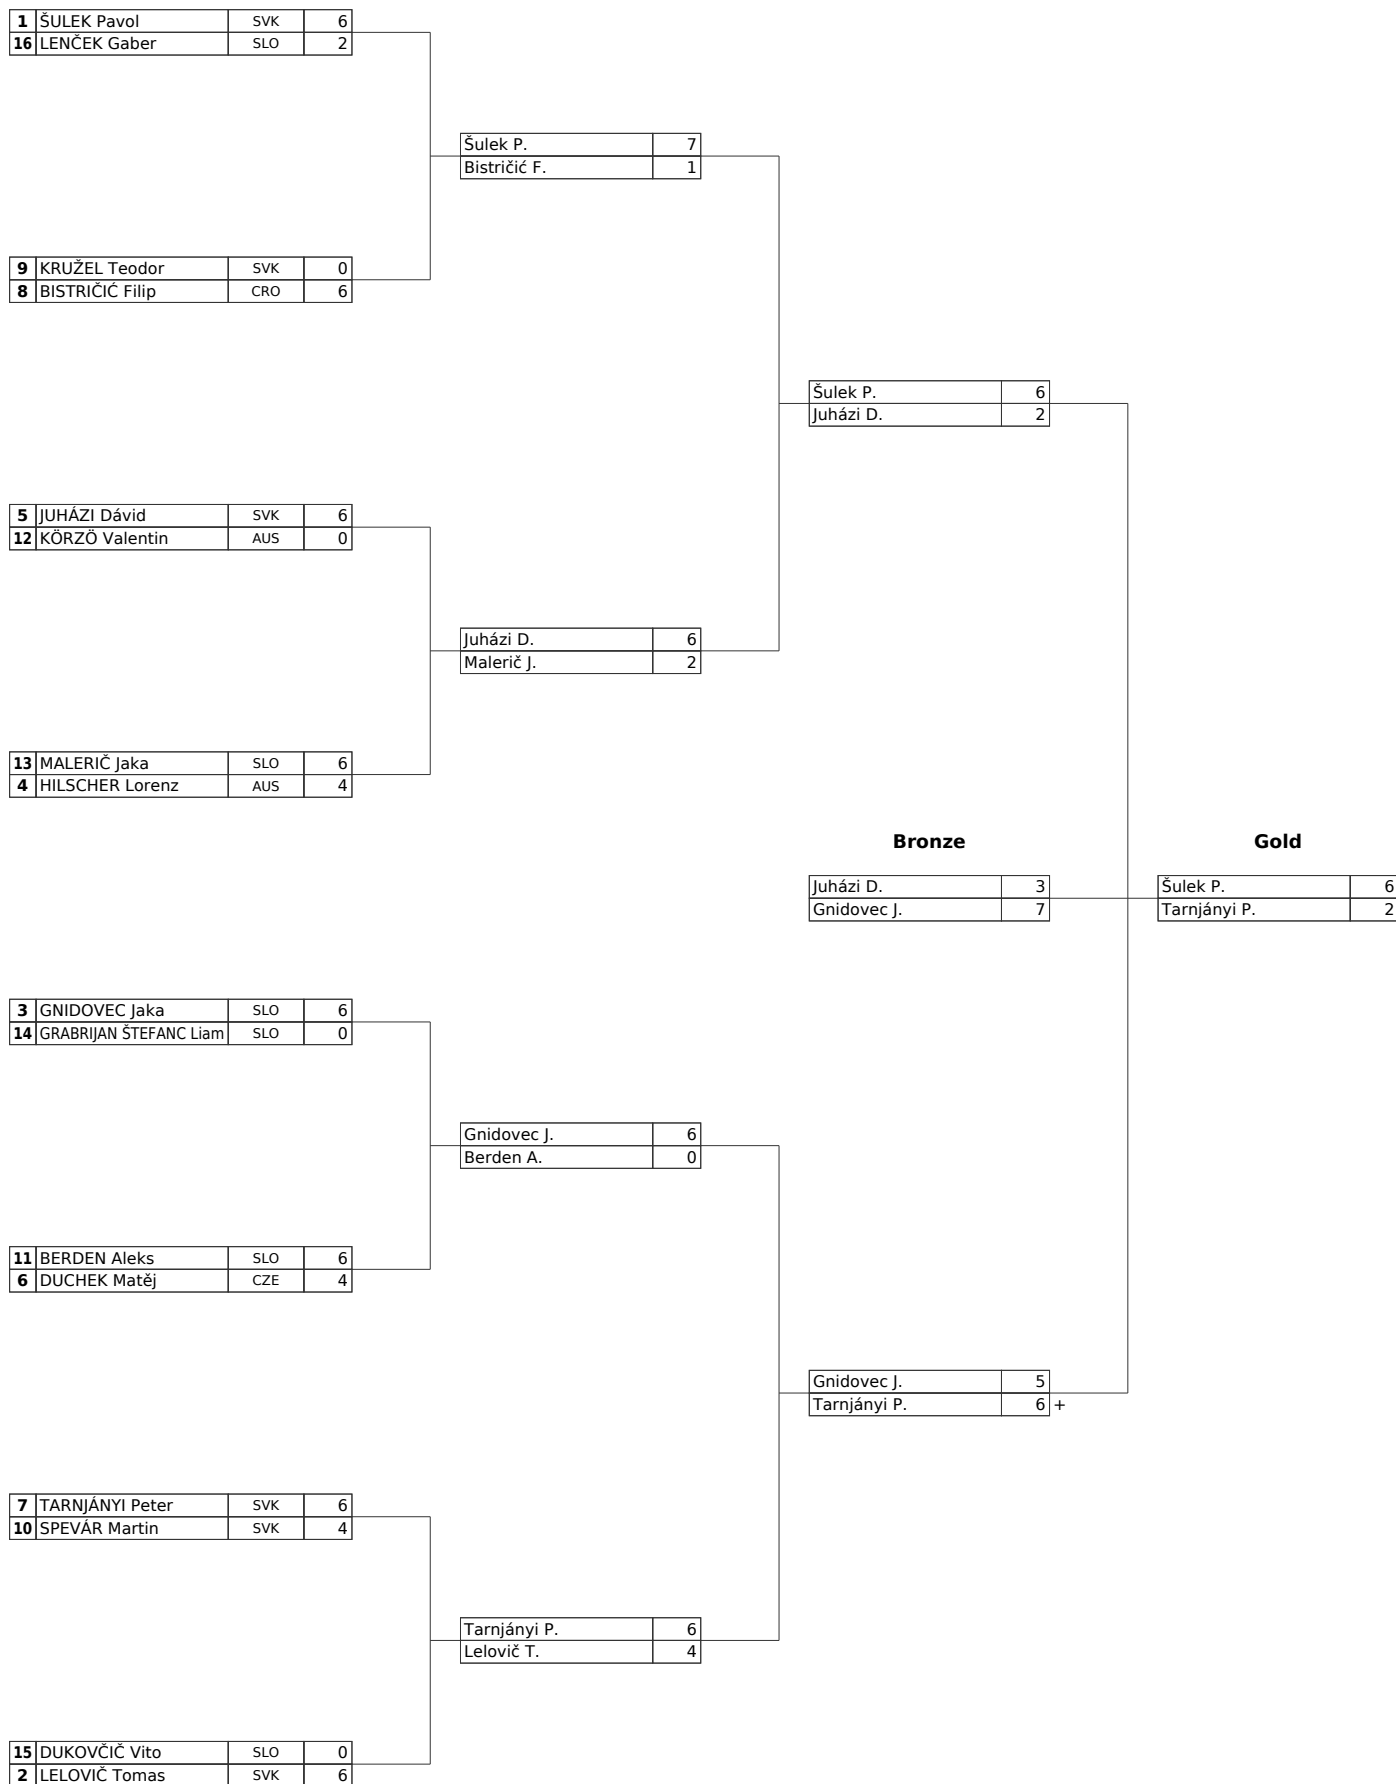 1 ŠULEK Pavol SVK 6
16 LENČEK Gaber SLO 2
Šulek P. 7
Bistričić F. 1
9 KRUŽEL Teodor SVK 0
8 BISTRIČIĆ Filip CRO 6
Šulek P. 6
Juházi D. 2
5 JUHÁZI Dávid SVK 6
12 KÖRZÖ Valentin AUS 0
Juházi D. 6
Malerič J. 2
13 MALERIČ Jaka SLO 6
4 HILSCHER Lorenz AUS 4
Bronze Gold
Juházi D. 3 Šulek P. 6
Gnidovec J. 7 Tarnjányi P. 2
3 GNIDOVEC Jaka SLO 6
14 GRABRIJAN ŠTEFANC Liam SLO 0
Gnidovec J. 6
Berden A. 0
11 BERDEN Aleks SLO 6
6 DUCHEK Matěj CZE 4
Gnidovec J. 5
Tarnjányi P. 6 +
7 TARNJÁNYI Peter SVK 6
10 SPEVÁR Martin SVK 4
Tarnjányi P. 6
Lelovič T. 4
15 DUKOVČIČ Vito SLO 0
2 LELOVIČ Tomas SVK 6